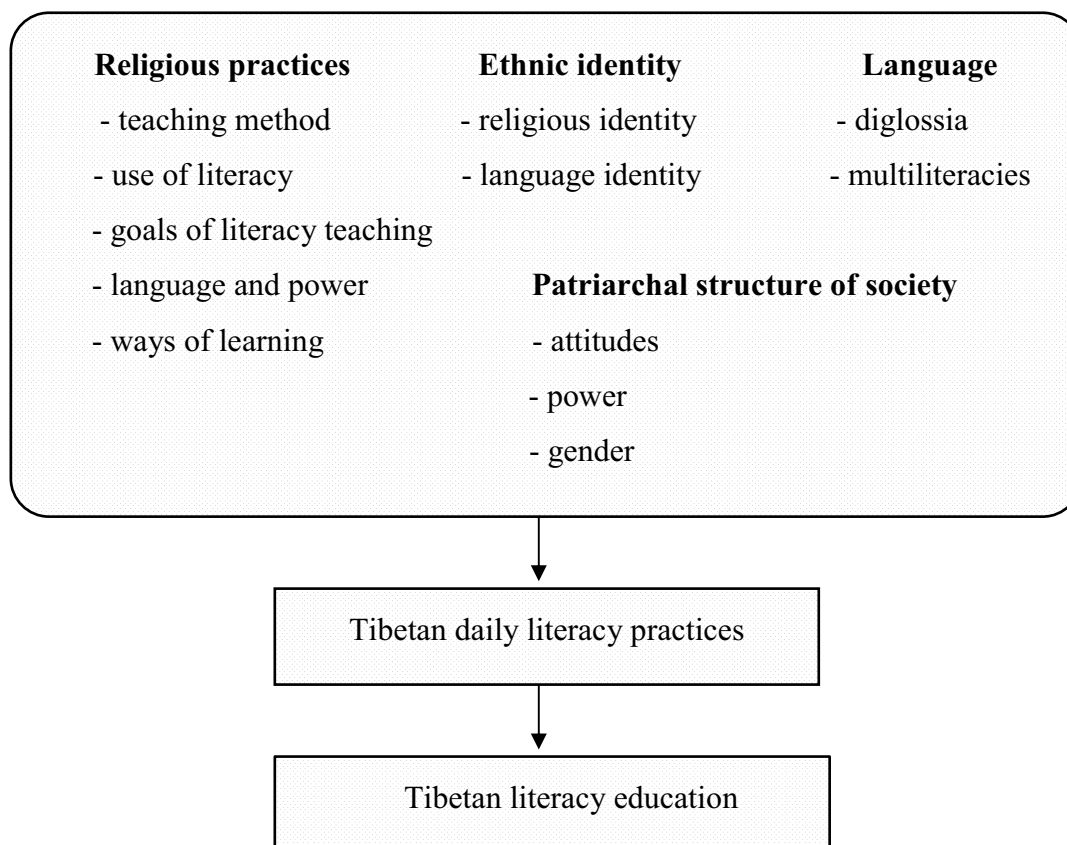 Religious practices
- teaching method
- use of literacy
- goals of literacy teaching
- language and power
- ways of learning
Ethnic identity
- religious identity
- language identity
Language
- diglossia
- multiliteracies
Patriarchal structure of society
- attitudes
- power
- gender
Tibetan daily literacy practices
Tibetan literacy education